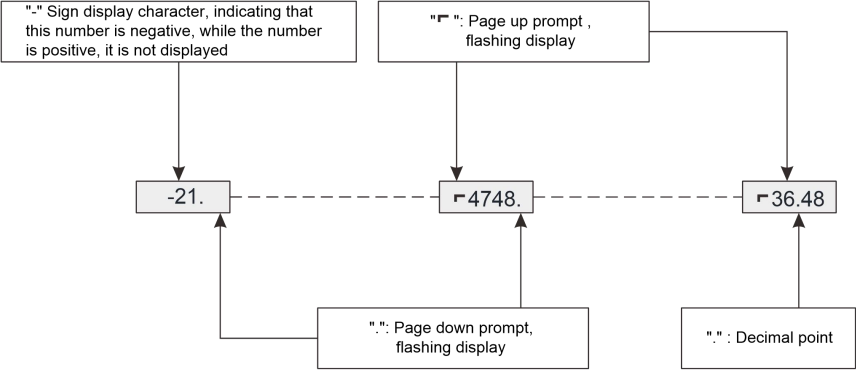 "-" Sign display character, indicating that
this number is negative, while the number
is positive, it is not displayed
"⌜": Page up prompt ,
flashing display
-21.
⌜4748.
⌜36.48
".": Page down prompt,
flashing display
"." : Decimal point